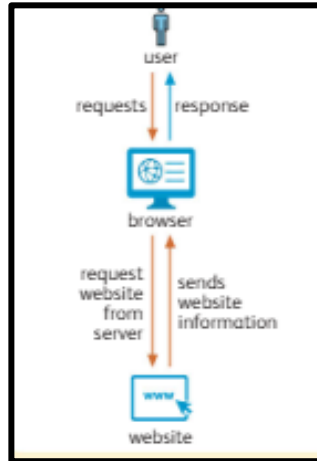 user
requests
response
browser
request
website
from
server
sends
website
information
www
website